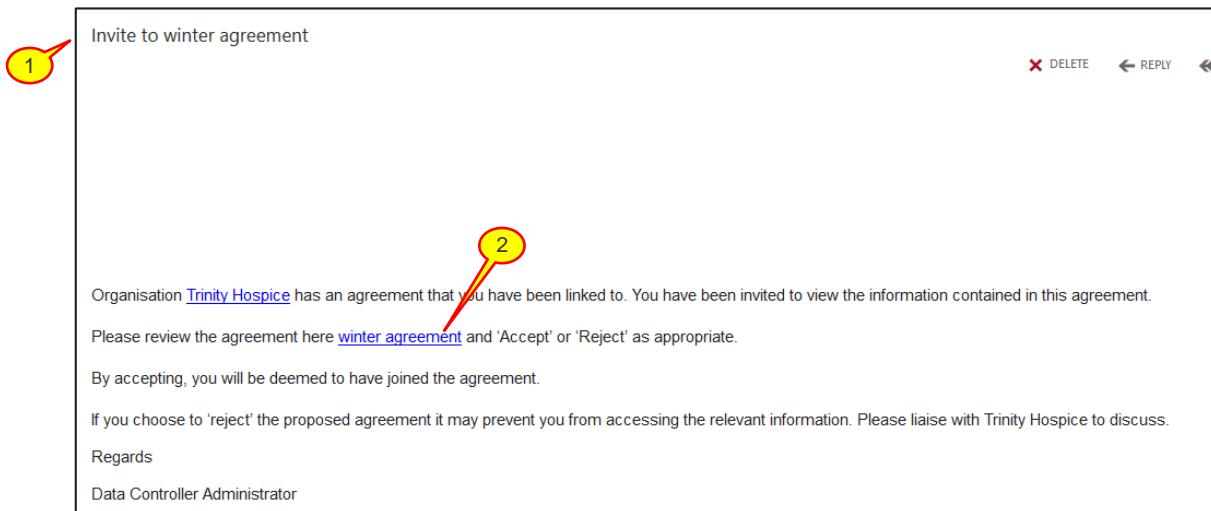 Invite to winter agreement
1
DELETE REPLY
2
Organisation Trinity Hospice has an agreement that you have been linked to. You have been invited to view the information contained in this agreement.
Please review the agreement here winter agreement and ‘Accept’ or ‘Reject’ as appropriate.
By accepting, you will be deemed to have joined the agreement.
If you choose to ‘reject’ the proposed agreement it may prevent you from accessing the relevant information. Please liaise with Trinity Hospice to discuss.
Regards
Data Controller Administrator